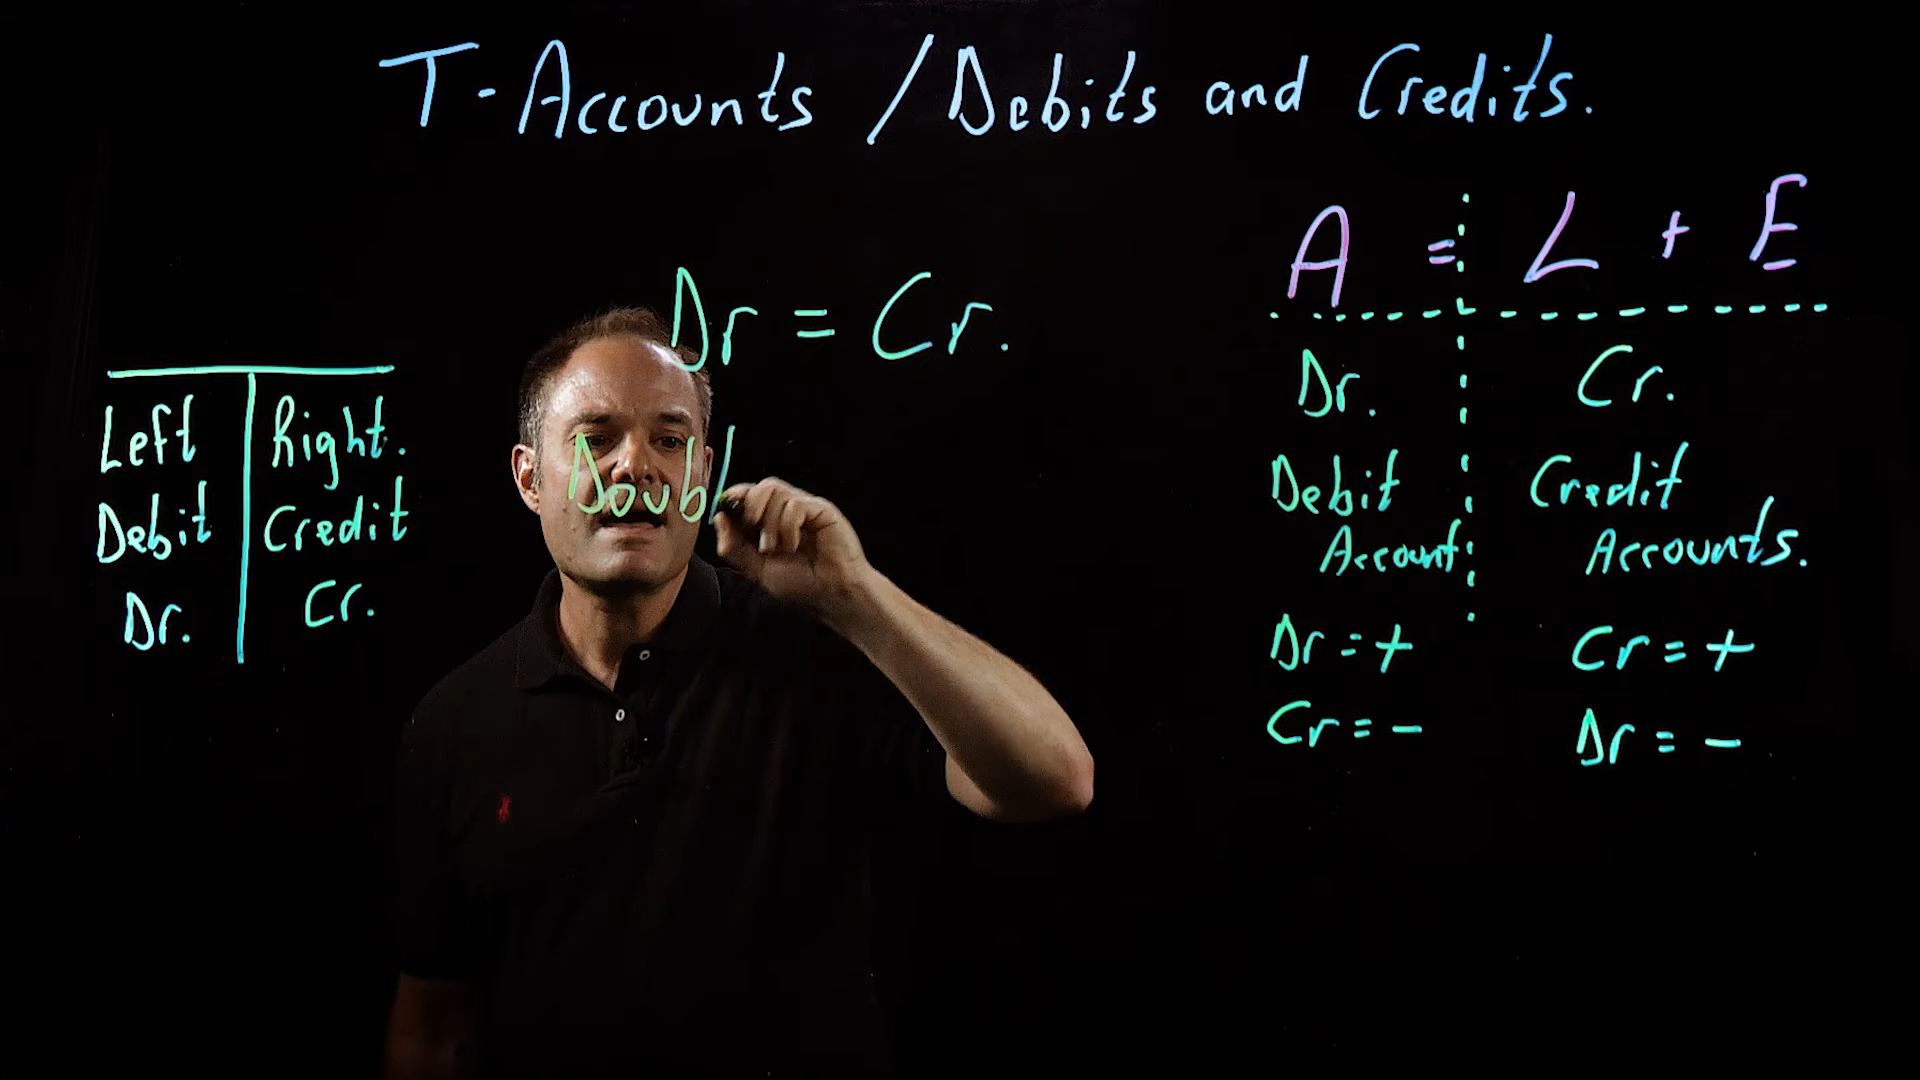 T-Accounts / Debits and Credits.
Dr = Cr.
Doubl
Left Right.
Debit Credit
Dr. Cr.
A = L + E
Dr. Cr.
Debit Account Credit Accounts.
Dr = + Cr = +
Cr = - Dr = -